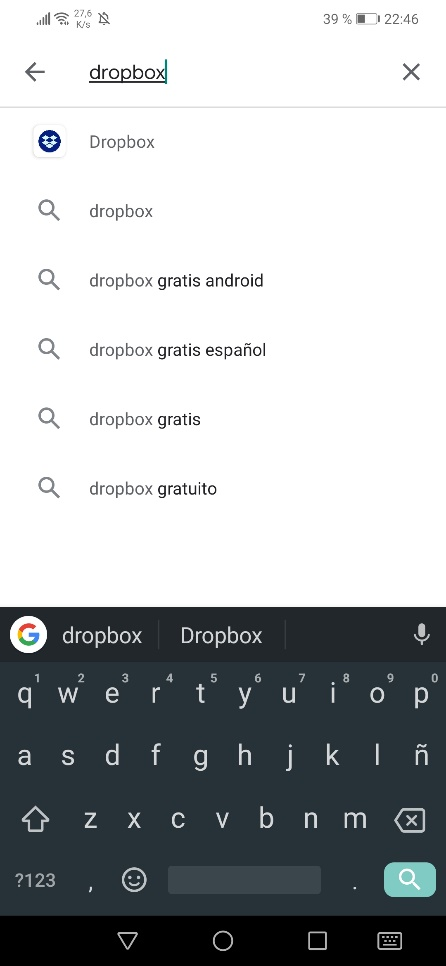 27,6
K/s
39 % 22:46
dropbox
Dropbox
dropbox
dropbox gratis android
dropbox gratis español
dropbox gratis
dropbox gratuito
G dropbox Dropbox
1 2 3 4 5 6 7 8 9 0
q w e r t y u i o p
a s d f g h j k l ñ
z x c v b n m
?123 , .